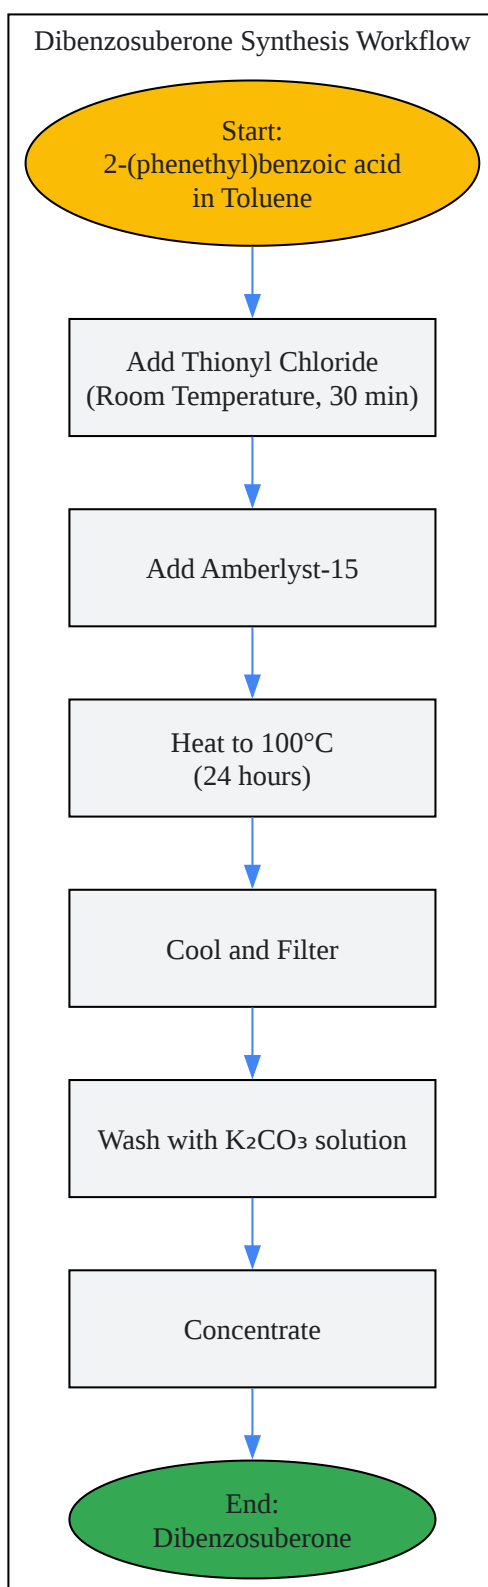 Dibenzosuberone Synthesis Workflow
Start:
2-(phenethyl)benzoic acid
in Toluene
Add Thionyl Chloride
(Room Temperature, 30 min)
Add Amberlyst-15
Heat to 100°C
(24 hours)
Cool and Filter
Wash with K₂CO₃ solution
Concentrate
End:
Dibenzosuberone